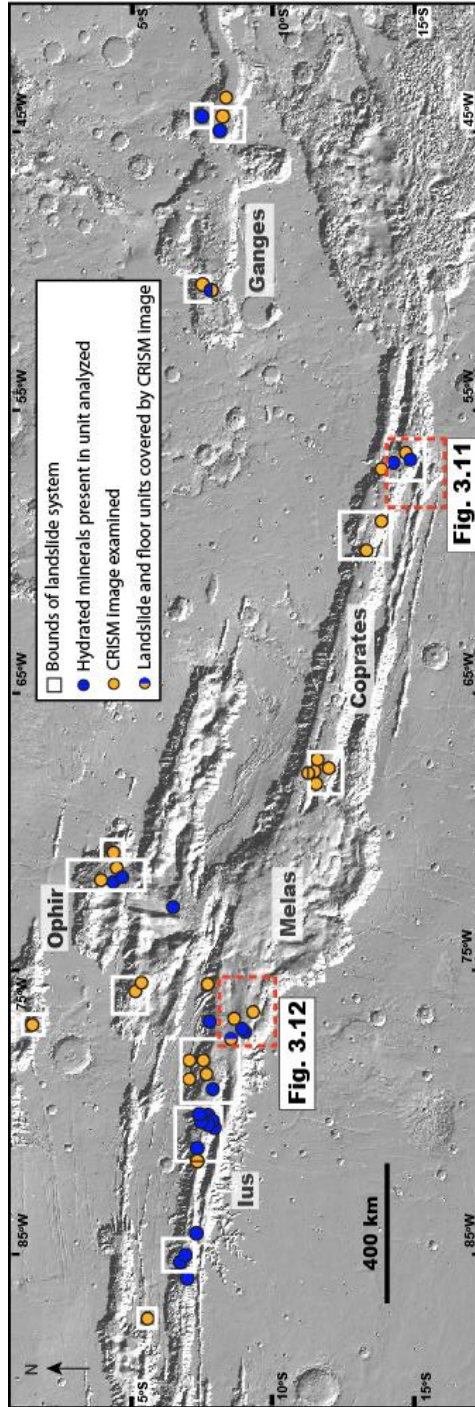 45°W
55°W
65°W
75°W
85°W
Bounds of landslide system
Hydrated minerals present in unit analyzed
CRISM Image examined
Landslide and floor units covered by CRISM image
5°S
10°S
15°S
Ophir
Ganges
Ius
Melas
Coprates
Fig. 3.12
Fig. 3.11
400 km
N
5°S
10°S
15°S
85°W
75°W
65°W
55°W
45°W